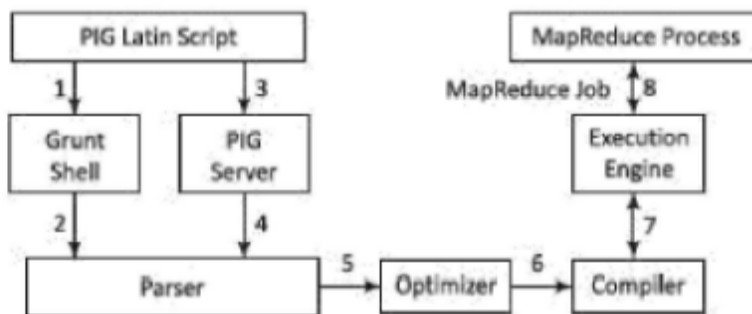 PIG Latin Script
MapReduce Process
1
3
MapReduce Job
8
Grunt
Shell
PIG
Server
Execution
Engine
2
4
7
Parser
5
Optimizer
6
Compiler